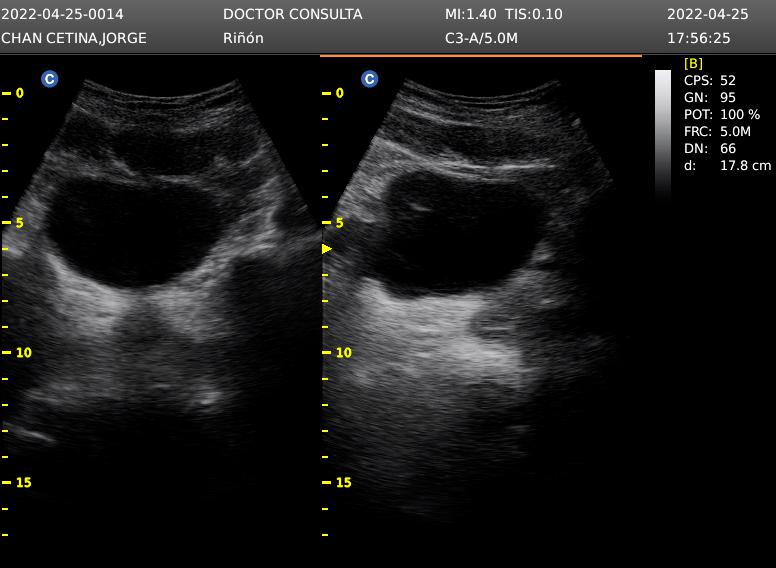 2022-04-25-0014 DOCTOR CONSULTA MI:1.40 TIS:0.10 2022-04-25
CHAN CETINA,JORGE Riñón C3-A/5.0M 17:56:25
[B]
CPS: 52
GN: 95
POT: 100 %
FRC: 5.0M
DN: 66
d: 17.8 cm
C C
0 0
5 5
10 10
15 15